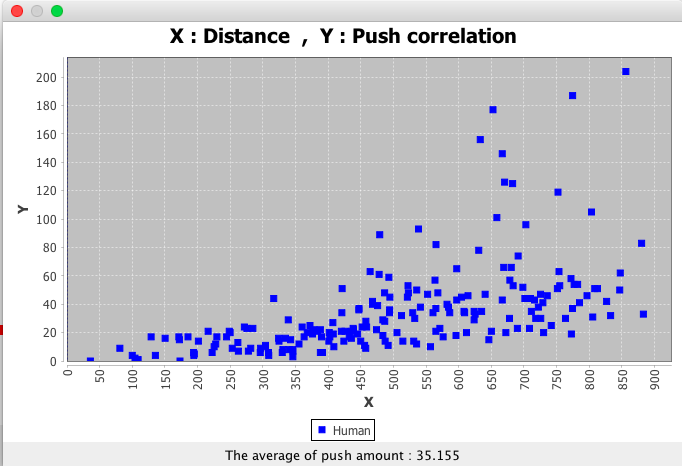 X : Distance , Y : Push correlation
Y
200
180
160
140
120
100
80
60
40
20
0
0 50 100 150 200 250 300 350 400 450 500 550 600 650 700 750 800 850 900
X
Human
The average of push amount : 35.155